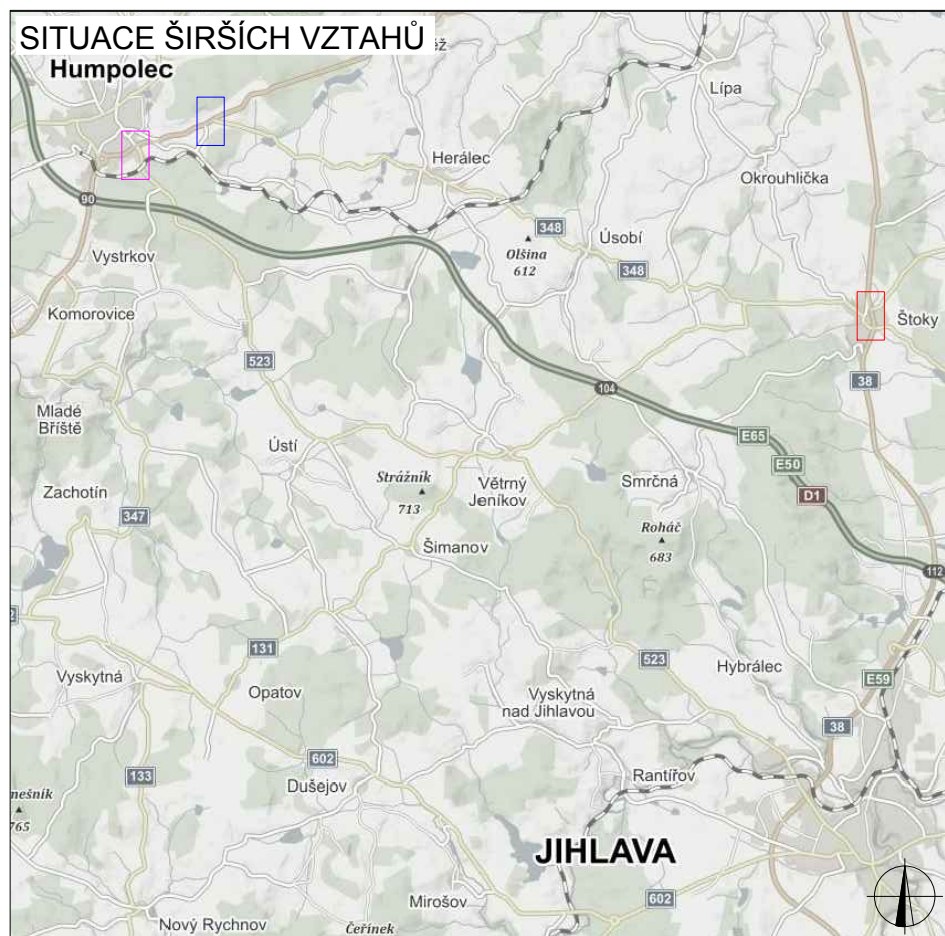 SITUACE ŠIRŠÍCH VZTAHŮ
Humpolec
Lípa
Herálec
Okrouhlička
90
348
Olšina
612
Úsobí
348
Vystrkov
Komorovice
Štoky
523
38
104
Mladé
Bříště
E65
Ústí
E50
Strážník
713
Větrný
Jeníkov
Smrčná
D1
Zachotín
347
Roháč
683
Šimanov
112
131
523
Hybrálec
Vyskytná
E59
Opatov
Vyskytná
nad Jihlavou
38
602
133
Dušejov
Rantířov
765
JIHLAVA
Mirošov
602
Nový Rychnov
Čeřínek